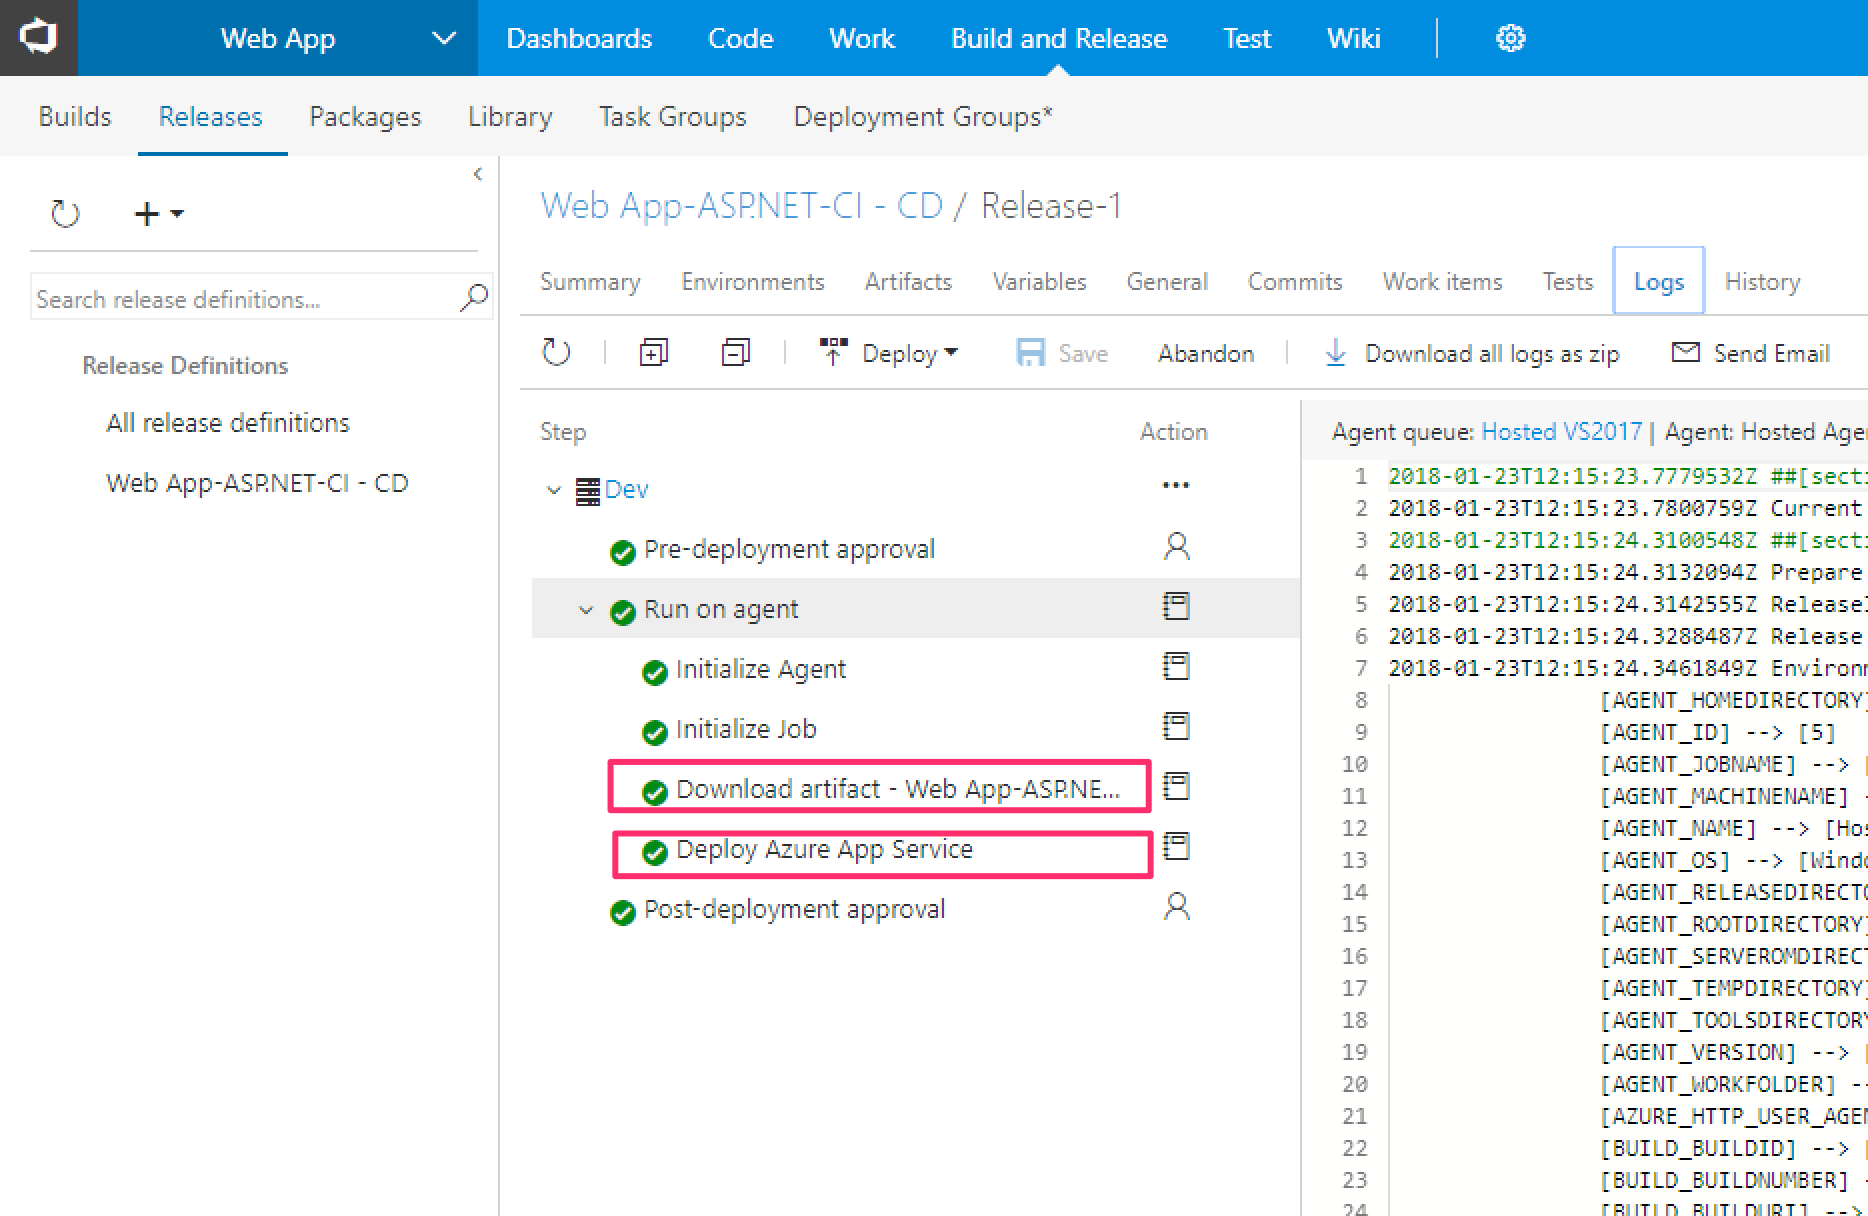 Web App Dashboards Code Work Build and Release Test Wiki
Builds Releases Packages Library Task Groups Deployment Groups*
Search release definitions...
Release Definitions
All release definitions
Web App-ASP.NET-CI - CD
Web App-ASP.NET-CI - CD / Release-1
Summary Environments Artifacts Variables General Commits Work items Tests Logs History
Deploy Save Abandon Download all logs as zip Send Email
Step Action
Dev
Pre-deployment approval
Run on agent
Initialize Agent
Initialize Job
Download artifact - Web App-ASP.NE...
Deploy Azure App Service
Post-deployment approval
Agent queue: Hosted VS2017 | Agent: Hosted Age
1 2018-01-23T12:15:23.7779532Z ##[secti
2 2018-01-23T12:15:23.7800759Z Current
3 2018-01-23T12:15:24.3100548Z ##[secti
4 2018-01-23T12:15:24.3132094Z Prepare
5 2018-01-23T12:15:24.3142555Z Release
6 2018-01-23T12:15:24.3288487Z Release
7 2018-01-23T12:15:24.3461849Z Environ
8 [AGENT_HOMEDIRECTORY]
9 [AGENT_ID] --> [5]
10 [AGENT_JOBNAME] --> [
11 [AGENT_MACHINENAME] -
12 [AGENT_NAME] --> [Hos
13 [AGENT_OS] --> [Windo
14 [AGENT_RELEASEDIRECTO
15 [AGENT_ROOTDIRECTORY]
16 [AGENT_SERVEROMDIRECT
17 [AGENT_TEMPDIRECTORY]
18 [AGENT_TOOLSDIRECTORY
19 [AGENT_VERSION] --> [
20 [AGENT_WORKFOLDER] --
21 [AZURE_HTTP_USER_AGEN
22 [BUILD_BUILDID] --> [
23 [BUILD_BUILDNUMBER] -
24 [BUILD_BUILDURI] -->